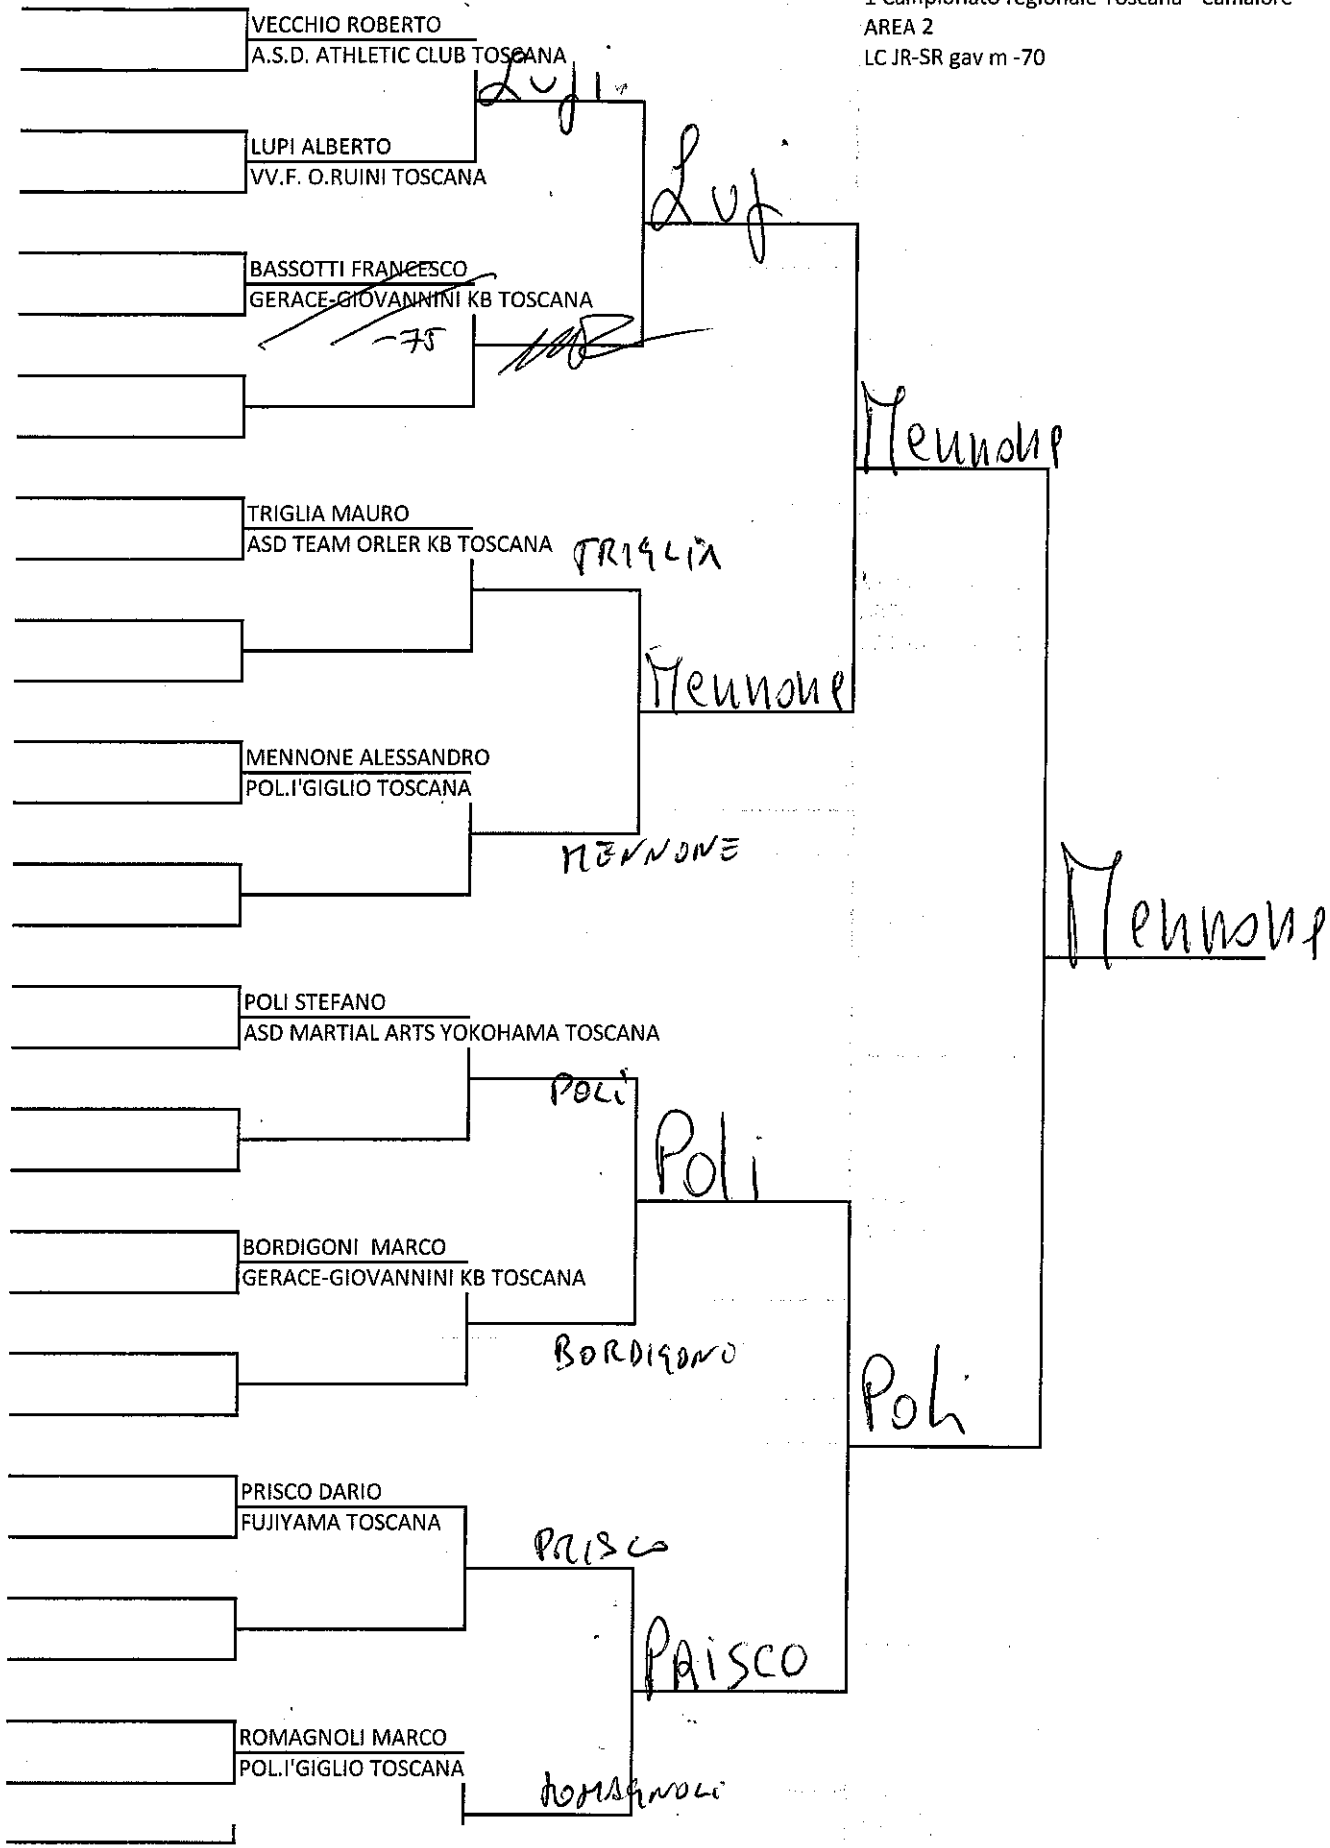 1 Campionato regionale Toscana - Camaiore
AREA 2
LC JR-SR gav m -70
VECCHIO ROBERTO
A.S.D. ATHLETIC CLUB TOSCANA
Lupi
LUPI ALBERTO
VV.F. O.RUINI TOSCANA
Lup
BASSOTTI FRANCESCO
GERACE-GIOVANNINI KB TOSCANA
-75
Mennone
TRIGLIA MAURO
ASD TEAM ORLER KB TOSCANA
TRIGLIA
Mennone
MENNONE ALESSANDRO
POL.I'GIGLIO TOSCANA
MENNONE
Mennone
POLI STEFANO
ASD MARTIAL ARTS YOKOHAMA TOSCANA
POLI
Poli
BORDIGONI MARCO
GERACE-GIOVANNINI KB TOSCANA
BORDIGONO
Poli
PRISCO DARIO
FUJIYAMA TOSCANA
PRISCO
PRISCO
ROMAGNOLI MARCO
POL.I'GIGLIO TOSCANA
ROMAGNOLI